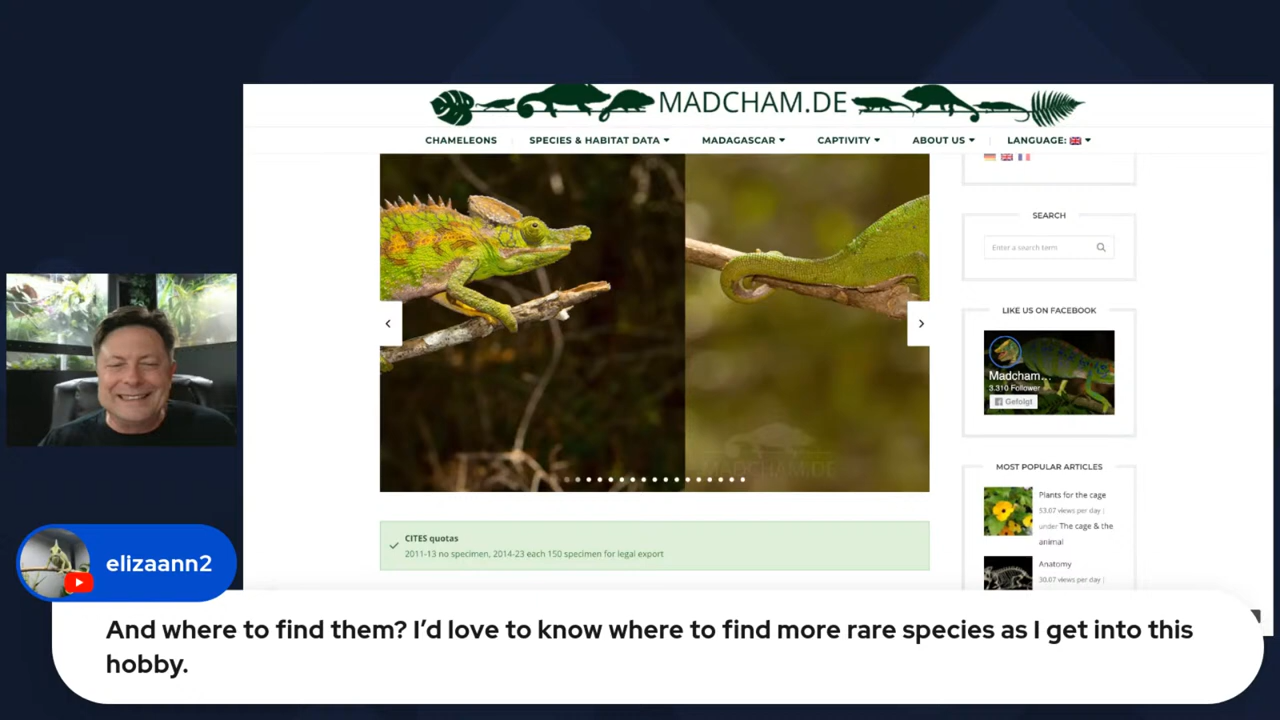 MADCHAM.DE
CHAMELEONS SPECIES & HABITAT DATA MADAGASCAR CAPTIVITY ABOUT US LANGUAGE:
SEARCH
Enter a search term
LIKE US ON FACEBOOK
Madcham...
3.310 Follower
Gefolgt
MADCHAM.DE
MOST POPULAR ARTICLES
Plants for the cage
53.07 views per day |
under The cage & the
animal
Anatomy
30.07 views per day |
CITES quotas
2011-13 no specimen, 2014-23 each 150 specimen for legal export
elizaann2
And where to find them? I’d love to know where to find more rare species as I get into this
hobby.